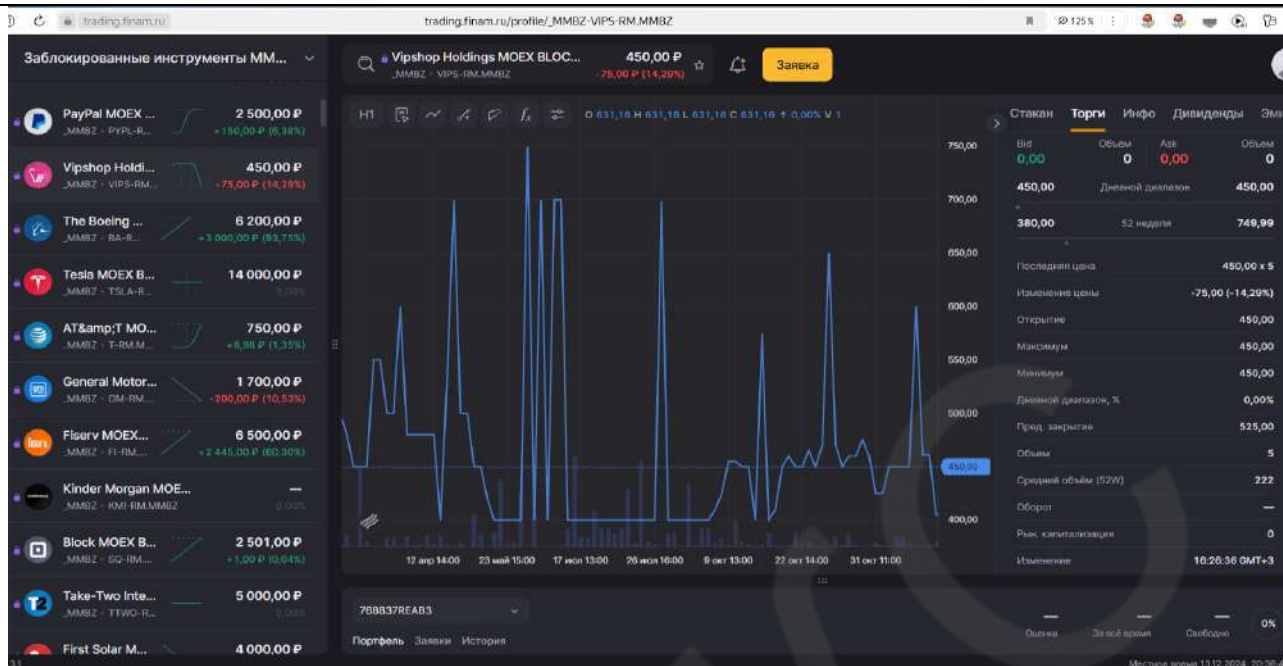 trading.finam.ru
trading.finam.ru/profile/_MMBZ-VIPS-RM.MMBZ
125 %
Заблокированные инструменты ММ...
PayPal MOEX ...
2 500,00 ₽
_MMBZ · PYPL-R...
+150,00 ₽ (6,38%)
Vipshop Holdi...
450,00 ₽
_MMBZ · VIPS-RM...
-75,00 ₽ (14,29%)
The Boeing ...
6 200,00 ₽
_MMBZ · BA-R...
+3 000,00 ₽ (93,75%)
Tesla MOEX B...
14 000,00 ₽
_MMBZ · TSLA-R...
0,00%
AT&amp;T MO...
750,00 ₽
_MMBZ · T-RM.M...
+9,98 ₽ (1,35%)
General Motor...
1 700,00 ₽
_MMBZ · GM-RM...
-200,00 ₽ (10,53%)
Fiserv MOEX...
6 500,00 ₽
_MMBZ · FI-RM...
+2 445,00 ₽ (60,30%)
Kinder Morgan MOE...
—
_MMBZ · KMI-RM.MMBZ
0,00%
Block MOEX B...
2 501,00 ₽
_MMBZ · SQ-RM...
+1,00 ₽ (0,04%)
Take-Two Inte...
5 000,00 ₽
_MMBZ · TTWO-R...
0,00%
First Solar M...
4 000,00 ₽
Vipshop Holdings MOEX BLOC...
450,00 ₽
_MMBZ · VIPS-RM.MMBZ
-75,00 ₽ (14,29%)
Заявка
H1
O 631,16 H 631,16 L 631,16 C 631,16 + 0,00% V 1
750,00
700,00
650,00
600,00
550,00
500,00
450,00
400,00
12 апр 14:00 23 май 15:00 17 июл 13:00 26 июл 16:00 9 окт 13:00 22 окт 14:00 31 окт 11:00
768837REAB3
Портфель Заявки История
Стакан Торги Инфо Дивиденды
Bid Объем Ask Объем
0,00 0 0,00 0
450,00 Дневной диапазон 450,00
380,00 52 недели 749,99
Последняя цена 450,00 x 5
Изменение цены -75,00 (-14,29%)
Открытие 450,00
Максимум 450,00
Минимум 450,00
Дневной диапазон, % 0,00%
Пред. закрытие 525,00
Объем 5
Средний объём (52W) 222
Оборот —
Рын. капитализация 0
Изменение 16:26:36 GMT+3
— — — 0%
Оценка За всё время Свободно
Местное время 13.12.2024, 20:36